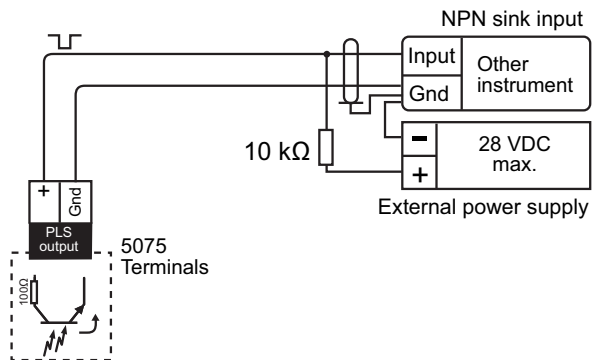 NPN sink input
Input
Gnd
Other
instrument
10 kΩ
−
+
28 VDC
max.
External power supply
+
Gnd
PLS
output
5075
Terminals
100Ω